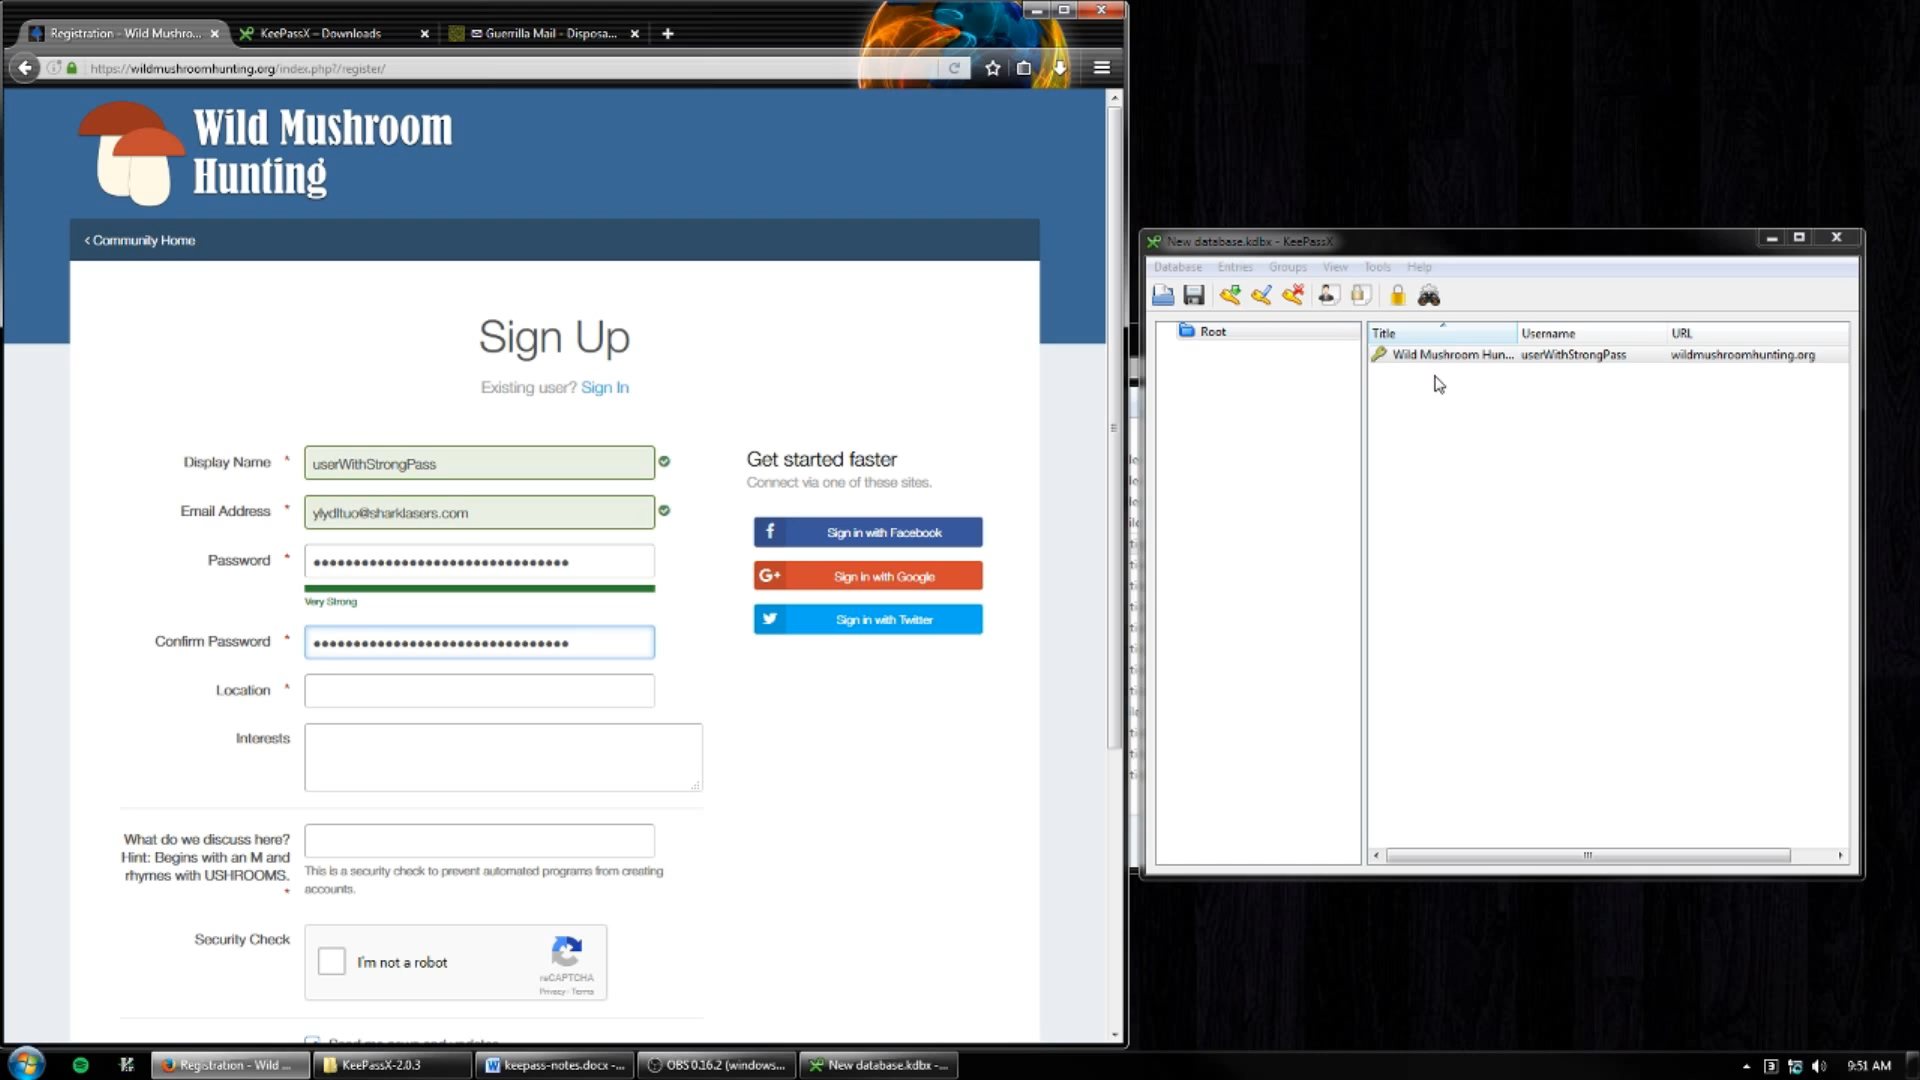 Registration - Wild Mushro...
KeePassX – Downloads
Guerrilla Mail - Disposa...
https://wildmushroomhunting.org/index.php?/register/
Wild Mushroom
Hunting
< Community Home
Sign Up
Existing user? Sign In
Display Name *
userWithStrongPass
Email Address *
ylydltuo@sharklasers.com
Password *
Very Strong
Confirm Password *
Location *
Interests
What do we discuss here?
Hint: Begins with an M and
rhymes with USHROOMS.
*
This is a security check to prevent automated programs from creating
accounts.
Security Check
I'm not a robot
reCAPTCHA
Privacy - Terms
Get started faster
Connect via one of these sites.
Sign in with Facebook
G+ Sign in with Google
Sign in with Twitter
New database.kdbx - KeePassX
Database Entries Groups View Tools Help
Root
Title Username URL
Wild Mushroom Hun... userWithStrongPass wildmushroomhunting.org
Registration - Wild ...
KeePassX-2.0.3
keepass-notes.docx -...
OBS 0.16.2 (windows...
New database.kdbx -...
9:51 AM